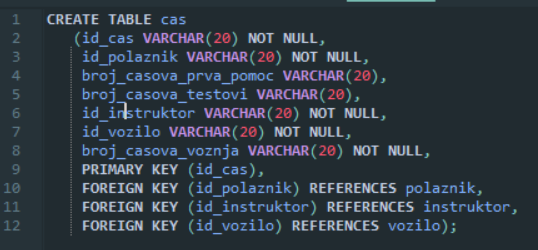 1 CREATE TABLE cas
2 (id_cas VARCHAR(20) NOT NULL,
3 id_polaznik VARCHAR(20) NOT NULL,
4 broj_casova_prva_pomoc VARCHAR(20),
5 broj_casova_testovi VARCHAR(20),
6 id_instruktor VARCHAR(20) NOT NULL,
7 id_vozilo VARCHAR(20) NOT NULL,
8 broj_casova_voznja VARCHAR(20) NOT NULL,
9 PRIMARY KEY (id_cas),
10 FOREIGN KEY (id_polaznik) REFERENCES polaznik,
11 FOREIGN KEY (id_instruktor) REFERENCES instruktor,
12 FOREIGN KEY (id_vozilo) REFERENCES vozilo);